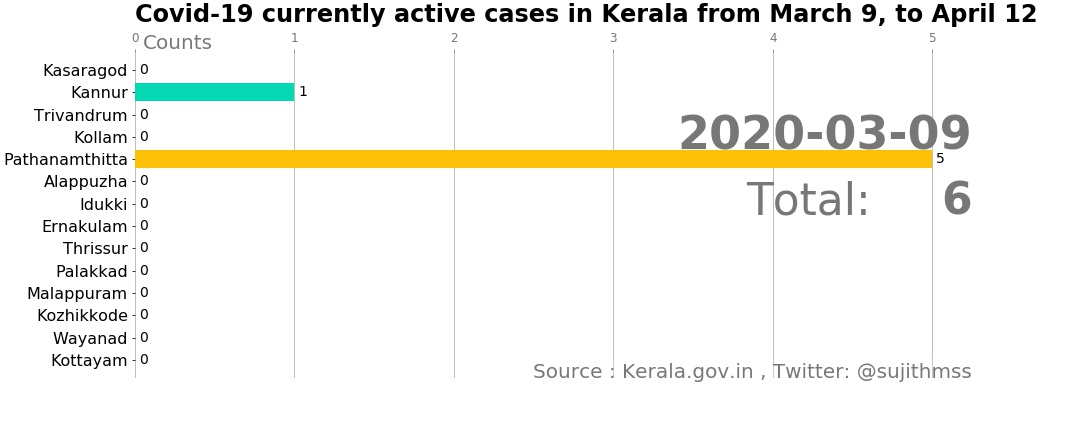 Covid-19 currently active cases in Kerala from March 9, to April 12
0 1 2 3 4 5
Counts
Kasaragod 0
Kannur 1
Trivandrum 0
2020-03-09
Kollam 0
Pathanamthitta 5
Alappuzha 0
Total: 6
Idukki 0
Ernakulam 0
Thrissur 0
Palakkad 0
Malappuram 0
Kozhikkode 0
Wayanad 0
Kottayam 0
Source : Kerala.gov.in , Twitter: @sujithmss